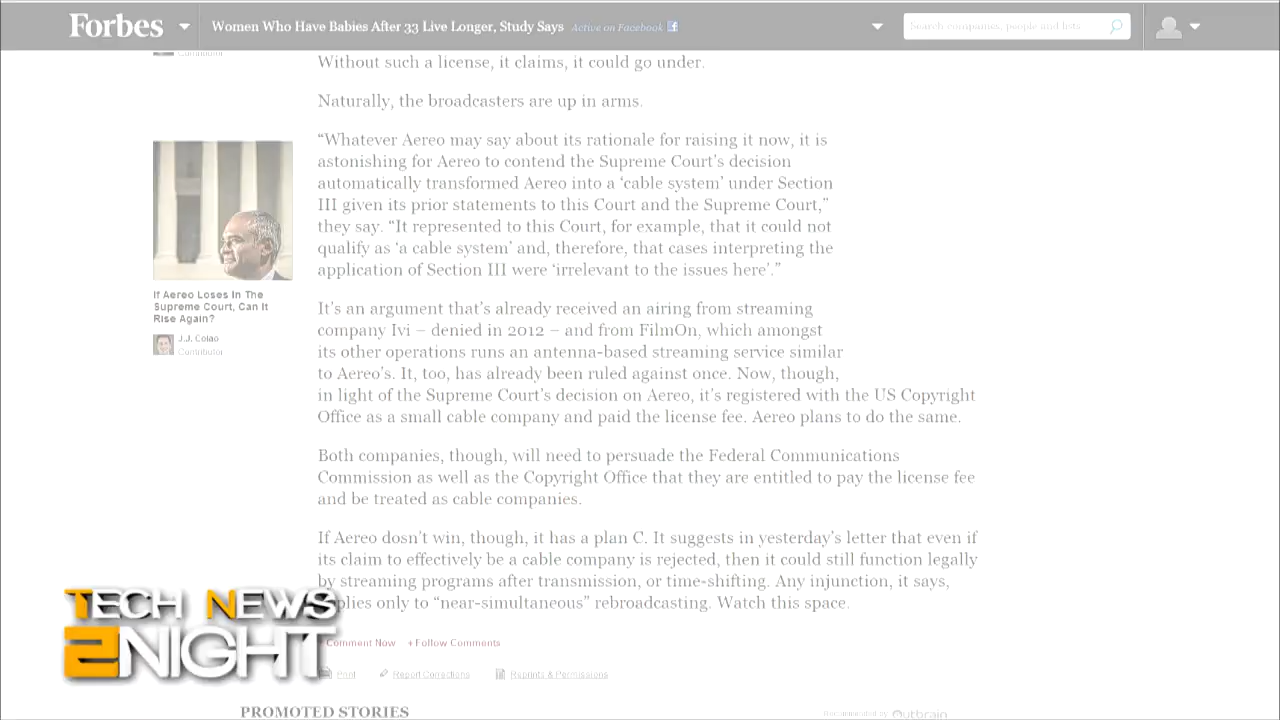 Forbes
Women Who Have Babies After 33 Live Longer, Study Says Active on Facebook
Search companies, people and lists
Contributor
Without such a license, it claims, it could go under.
Naturally, the broadcasters are up in arms.
“Whatever Aereo may say about its rationale for raising it now, it is
astonishing for Aereo to contend the Supreme Court’s decision
automatically transformed Aereo into a ‘cable system’ under Section
III given its prior statements to this Court and the Supreme Court,”
they say. “It represented to this Court, for example, that it could not
qualify as ‘a cable system’ and, therefore, that cases interpreting the
application of Section III were ‘irrelevant to the issues here’.”
If Aereo Loses In The
Supreme Court, Can It
Rise Again?
J.J. Colao
Contributor
It’s an argument that’s already received an airing from streaming
company Ivi – denied in 2012 – and from FilmOn, which amongst
its other operations runs an antenna-based streaming service similar
to Aereo’s. It, too, has already been ruled against once. Now, though,
in light of the Supreme Court’s decision on Aereo, it’s registered with the US Copyright
Office as a small cable company and paid the license fee. Aereo plans to do the same.
Both companies, though, will need to persuade the Federal Communications
Commission as well as the Copyright Office that they are entitled to pay the license fee
and be treated as cable companies.
If Aereo dosn’t win, though, it has a plan C. It suggests in yesterday’s letter that even if
its claim to effectively be a cable company is rejected, then it could still function legally
by streaming programs after transmission, or time-shifting. Any injunction, it says,
applies only to “near-simultaneous” rebroadcasting. Watch this space.
Comment Now + Follow Comments
Print Report Corrections Reprints & Permissions
PROMOTED STORIES
Recommended by Outbrain
TECH NEWS
2NIGHT